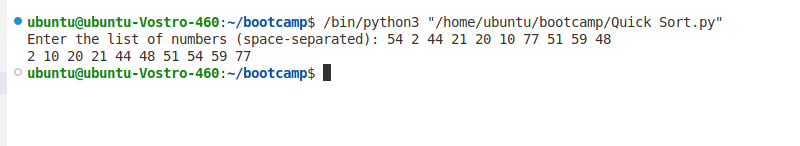 ubuntu@ubuntu-Vostro-460:~/bootcamp$ /bin/python3 "/home/ubuntu/bootcamp/Quick Sort.py"
Enter the list of numbers (space-separated): 54 2 44 21 20 10 77 51 59 48
2 10 20 21 44 48 51 54 59 77
ubuntu@ubuntu-Vostro-460:~/bootcamp$